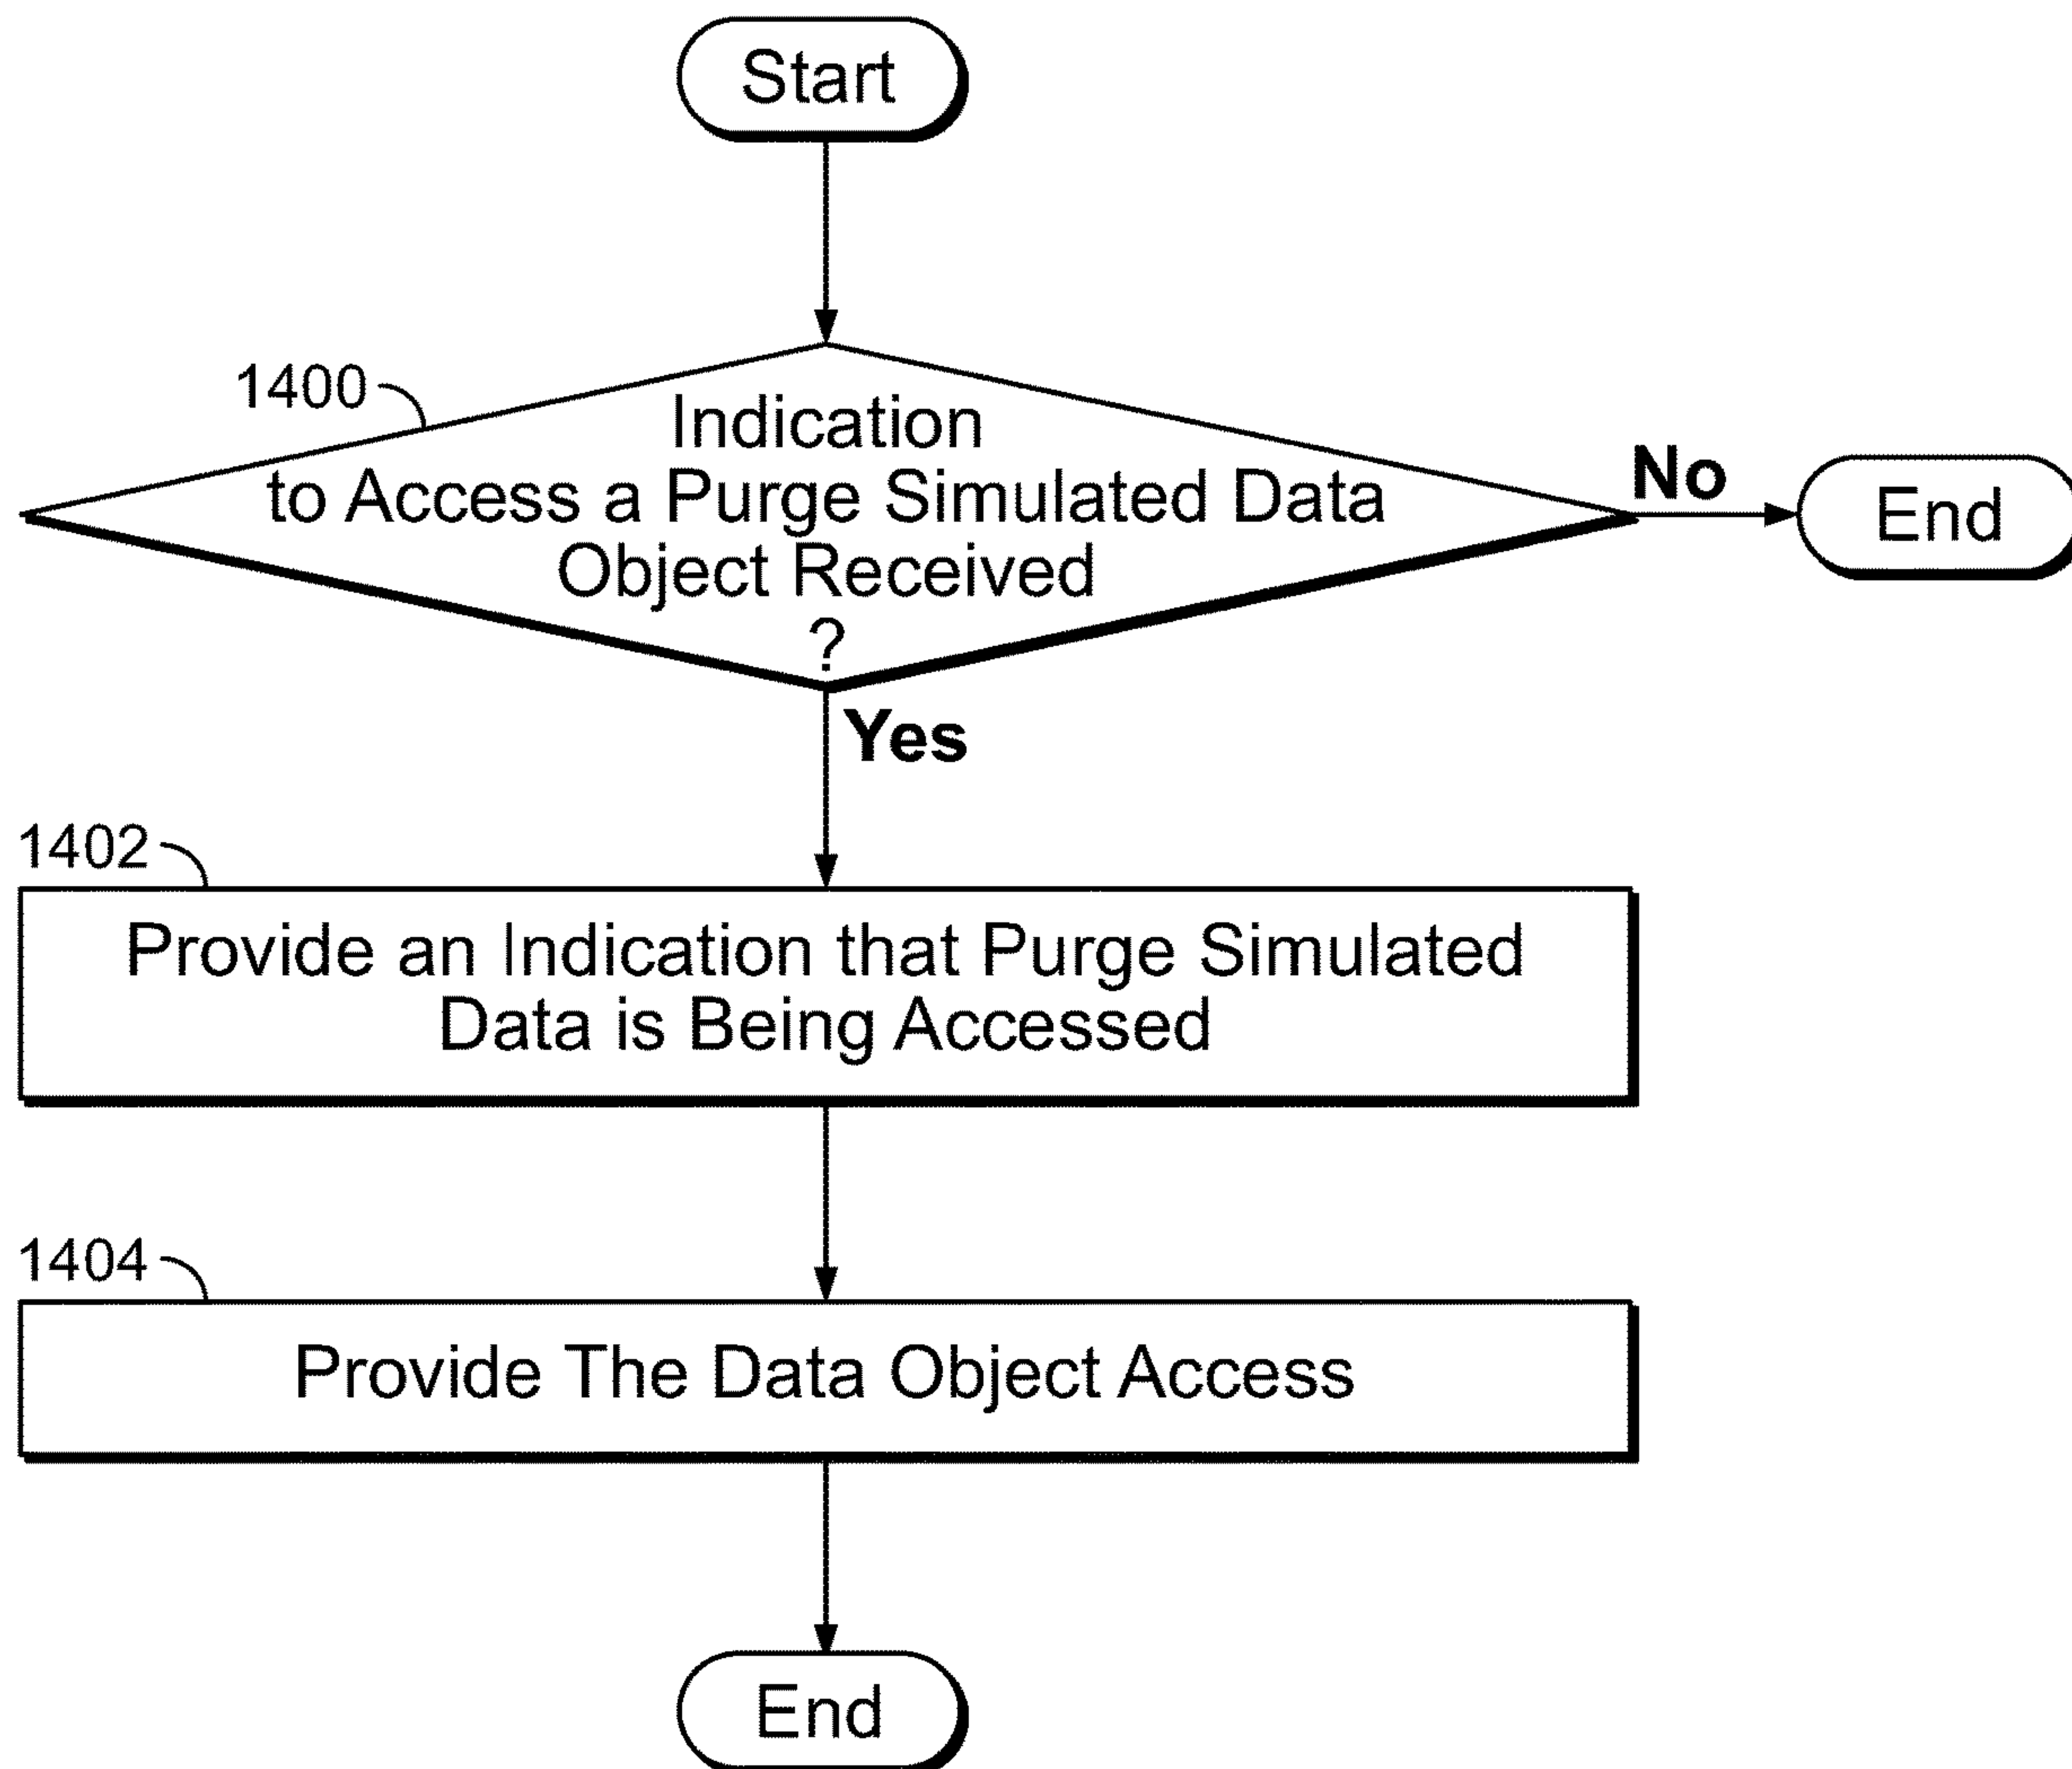 Start
1400
Indication
to Access a Purge Simulated Data
Object Received
?
No
End
Yes
1402
Provide an Indication that Purge Simulated
Data is Being Accessed
1404
Provide The Data Object Access
End